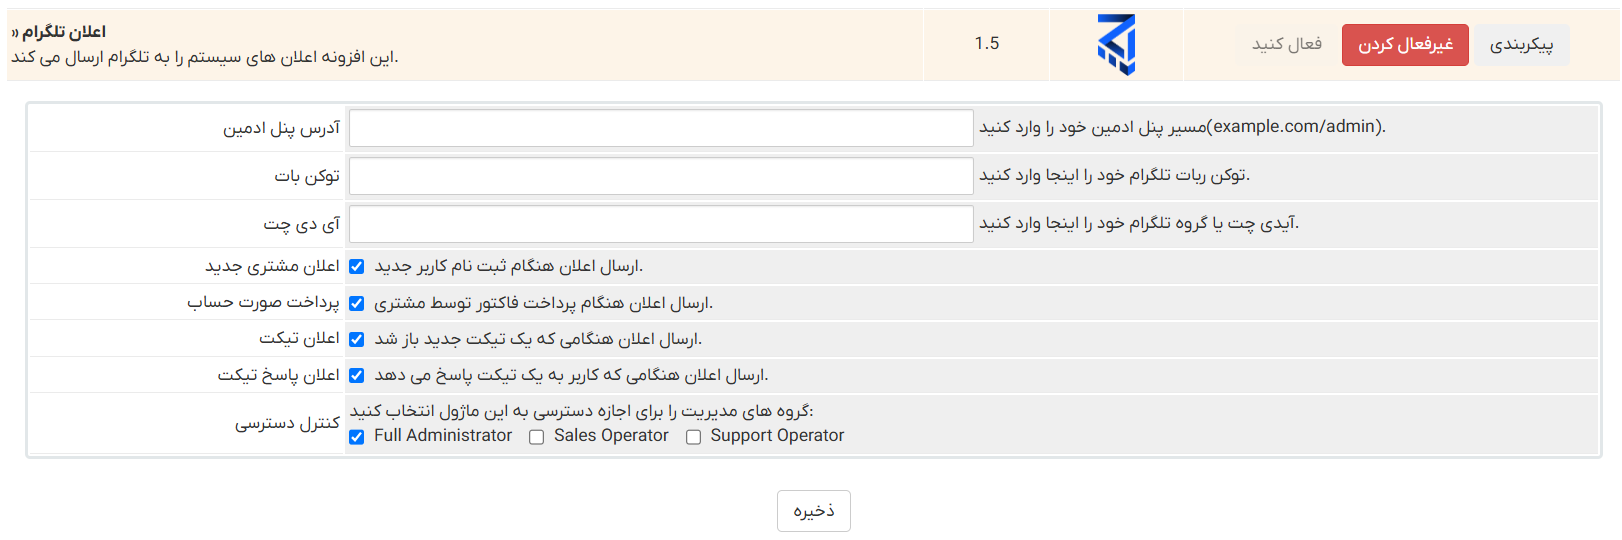 اعلان تلگرام »
این افزونه اعلان های سیستم را به تلگرام ارسال می کند.
1.5
فعال کنید
غیرفعال کردن
پیکربندی
آدرس پنل ادمین
مسیر پنل ادمین خود را وارد کنید(example.com/admin).
توکن بات
توکن ربات تلگرام خود را اینجا وارد کنید.
آی دی چت
آیدی چت یا گروه تلگرام خود را اینجا وارد کنید.
اعلان مشتری جدید
ارسال اعلان هنگام ثبت نام کاربر جدید.
پرداخت صورت حساب
ارسال اعلان هنگام پرداخت فاکتور توسط مشتری.
اعلان تیکت
ارسال اعلان هنگامی که یک تیکت جدید باز شد.
اعلان پاسخ تیکت
ارسال اعلان هنگامی که کاربر به یک تیکت پاسخ می دهد.
کنترل دسترسی
گروه های مدیریت را برای اجازه دسترسی به این ماژول انتخاب کنید:
Full Administrator Sales Operator Support Operator
ذخیره